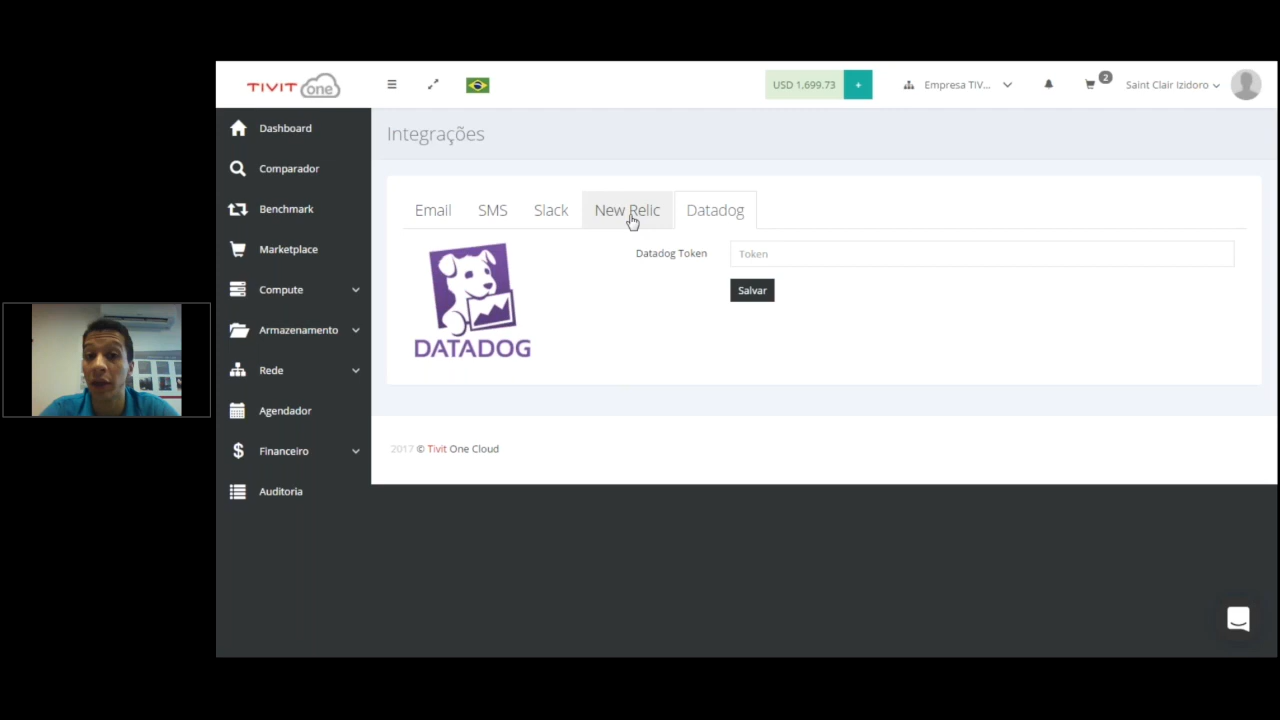 TIVIT one
USD 1,699.73 +
Empresa TIV...
2
Saint Clair Izidoro
Dashboard
Comparador
Benchmark
Marketplace
Compute
Armazenamento
Rede
Agendador
Financeiro
Auditoria
Integrações
Email SMS Slack New Relic Datadog
DATADOG
Datadog Token
Token
Salvar
2017 © Tivit One Cloud